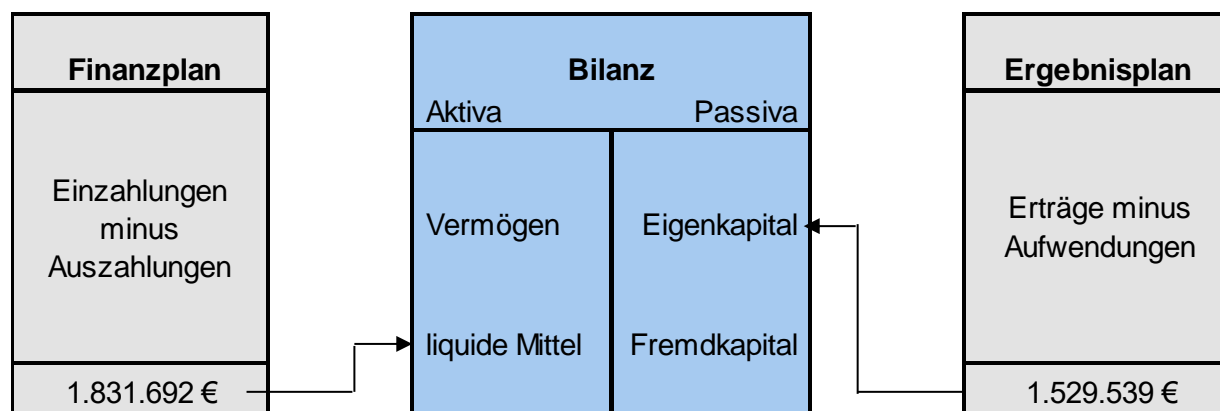 Finanzplan
Einzahlungen
minus
Auszahlungen
1.831.692 €
Bilanz
Aktiva Passiva
Vermögen Eigenkapital
liquide Mittel Fremdkapital
Ergebnisplan
Erträge minus
Aufwendungen
1.529.539 €